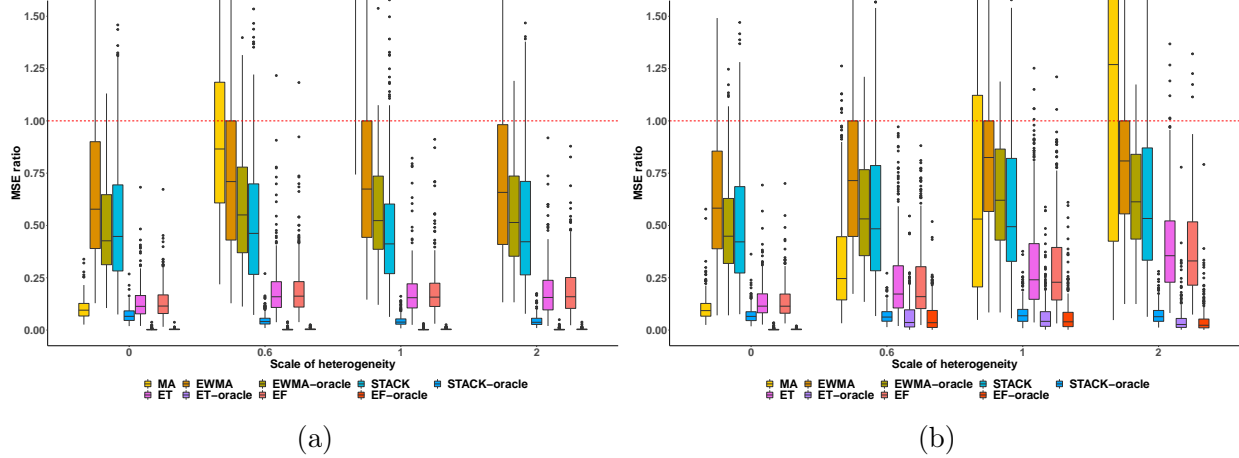 1.50
1.25
1.00
0.75
0.50
0.25
0.00
MSE ratio
0 0.6 1 2
Scale of heterogeneity
MA EWMA EWMA−oracle STACK STACK−oracle
ET ET−oracle EF EF−oracle
(a)
1.50
1.25
1.00
0.75
0.50
0.25
0.00
MSE ratio
0 0.6 1 2
Scale of heterogeneity
MA EWMA EWMA−oracle STACK STACK−oracle
ET ET−oracle EF EF−oracle
(b)